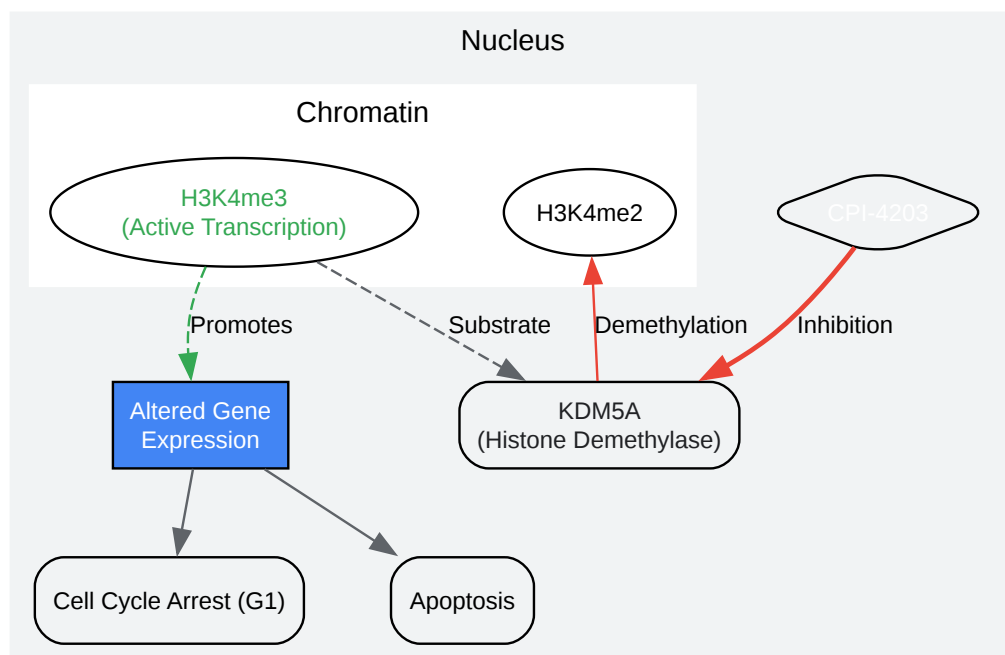 Nucleus
Chromatin
H3K4me3
(Active Transcription)
H3K4me2
CPI-4203
Promotes
Substrate
Demethylation
Inhibition
Altered Gene
Expression
KDM5A
(Histone Demethylase)
Cell Cycle Arrest (G1)
Apoptosis